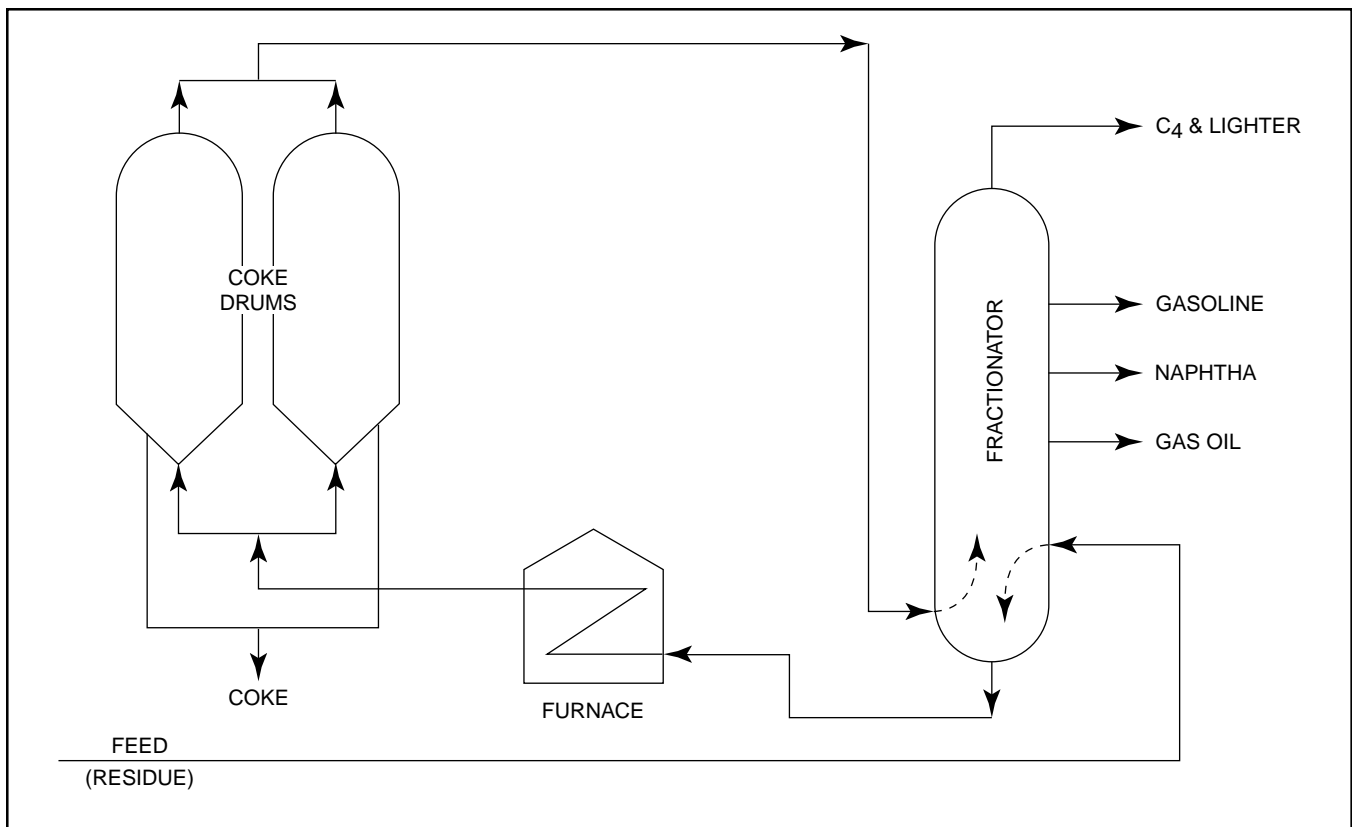 C4 & LIGHTER
COKE
DRUMS
GASOLINE
FRACTIONATOR
NAPHTHA
GAS OIL
COKE
FURNACE
FEED
(RESIDUE)